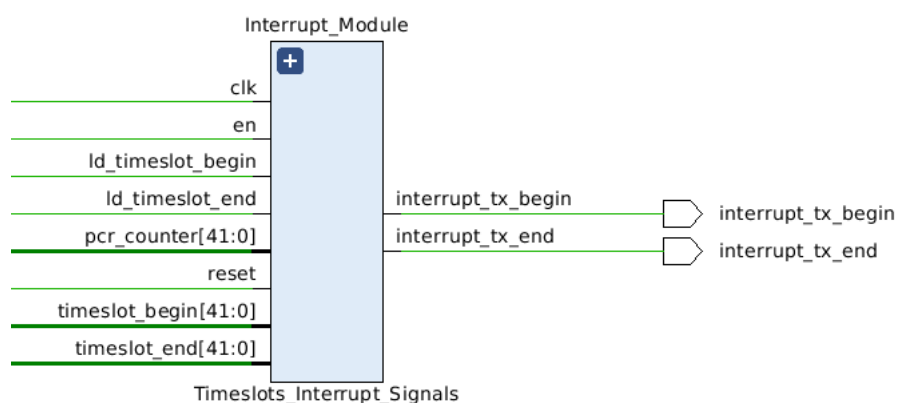 Interrupt_Module
clk
en
ld_timeslot_begin
ld_timeslot_end
pcr_counter[41:0]
reset
timeslot_begin[41:0]
timeslot_end[41:0]
interrupt_tx_begin
interrupt_tx_end
interrupt_tx_begin
interrupt_tx_end
Timeslots_Interrupt_Signals